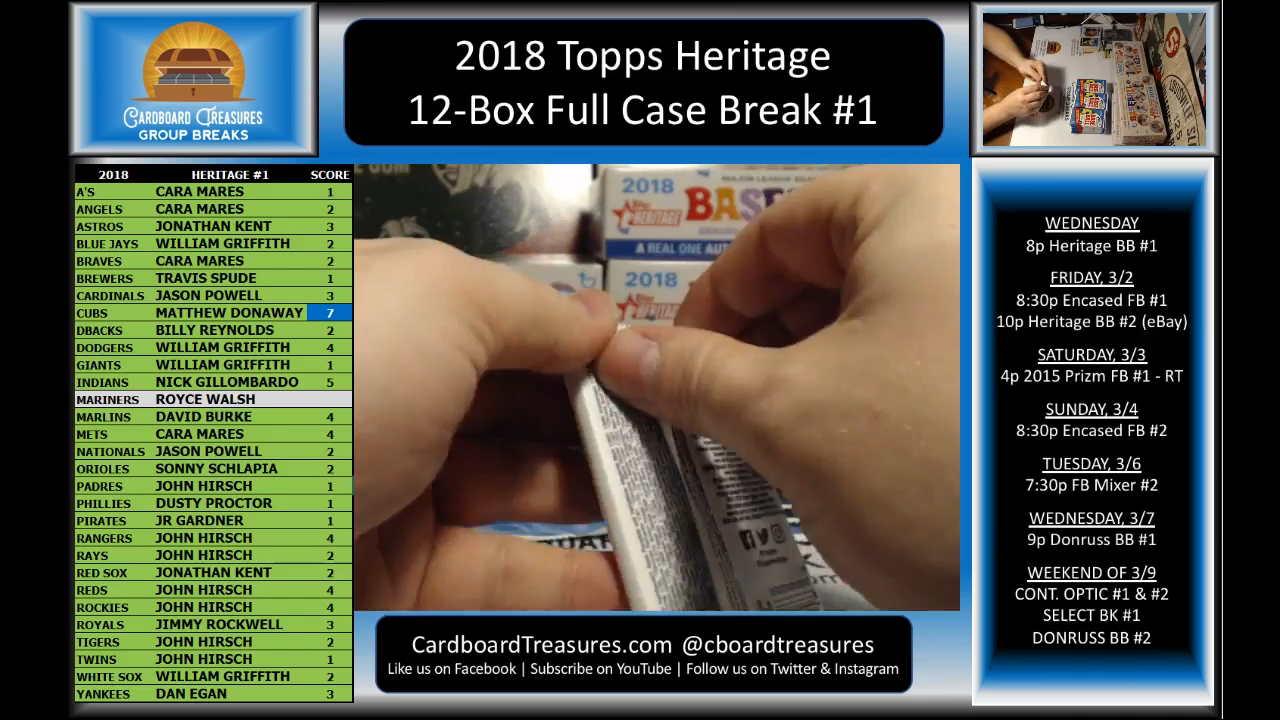 CARDBOARD TREASURES
GROUP BREAKS
2018 Topps Heritage
12-Box Full Case Break #1
2018 HERITAGE #1 SCORE
A'S CARA MARES 1
ANGELS CARA MARES 2
ASTROS JONATHAN KENT 3
BLUE JAYS WILLIAM GRIFFITH 2
BRAVES CARA MARES 2
BREWERS TRAVIS SPUDE 1
CARDINALS JASON POWELL 3
CUBS MATTHEW DONAWAY 7
DBACKS BILLY REYNOLDS 2
DODGERS WILLIAM GRIFFITH 4
GIANTS WILLIAM GRIFFITH 1
INDIANS NICK GILLOMBARDO 5
MARINERS ROYCE WALSH
MARLINS DAVID BURKE 4
METS CARA MARES 4
NATIONALS JASON POWELL 2
ORIOLES SONNY SCHLAPIA 2
PADRES JOHN HIRSCH 1
PHILLIES DUSTY PROCTOR 1
PIRATES JR GARDNER 1
RANGERS JOHN HIRSCH 4
RAYS JOHN HIRSCH 2
RED SOX JONATHAN KENT 2
REDS JOHN HIRSCH 4
ROCKIES JOHN HIRSCH 4
ROYALS JIMMY ROCKWELL 3
TIGERS JOHN HIRSCH 2
TWINS JOHN HIRSCH 1
WHITE SOX WILLIAM GRIFFITH 2
YANKEES DAN EGAN 3
2018
Topps
HERITAGE
BAS
A REAL ONE AUT
2018
HERITAGE
CardboardTreasures.com @cboardtreasures
Like us on Facebook | Subscribe on YouTube | Follow us on Twitter & Instagram
WEDNESDAY
8p Heritage BB #1
FRIDAY, 3/2
8:30p Encased FB #1
10p Heritage BB #2 (eBay)
SATURDAY, 3/3
4p 2015 Prizm FB #1 - RT
SUNDAY, 3/4
8:30p Encased FB #2
TUESDAY, 3/6
7:30p FB Mixer #2
WEDNESDAY, 3/7
9p Donruss BB #1
WEEKEND OF 3/9
CONT. OPTIC #1 & #2
SELECT BK #1
DONRUSS BB #2